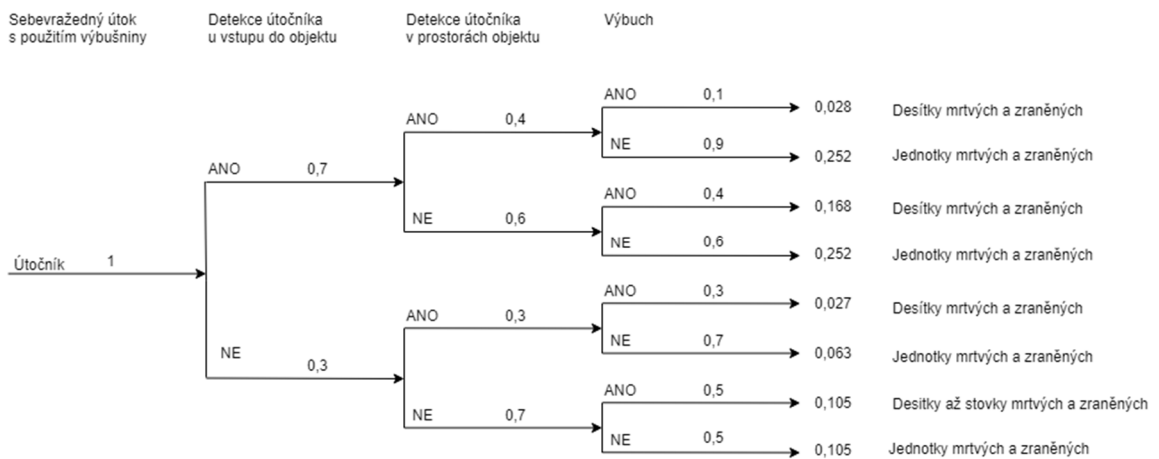 Sebevražedný útok
s použitím výbušniny
Detekce útočníka
u vstupu do objektu
Detekce útočníka
v prostorách objektu
Výbuch
ANO 0,1 0,028 Desítky mrtvých a zraněných
ANO 0,4
NE 0,9 0,252 Jednotky mrtvých a zraněných
ANO 0,7
ANO 0,4 0,168 Desítky mrtvých a zraněných
NE 0,6
NE 0,6 0,252 Jednotky mrtvých a zraněných
Útočník 1
ANO 0,3 0,027 Desítky mrtvých a zraněných
ANO 0,3
NE 0,7 0,063 Jednotky mrtvých a zraněných
NE 0,3
ANO 0,5 0,105 Desitky až stovky mrtvých a zraněných
NE 0,7
NE 0,5 0,105 Jednotky mrtvých a zraněných